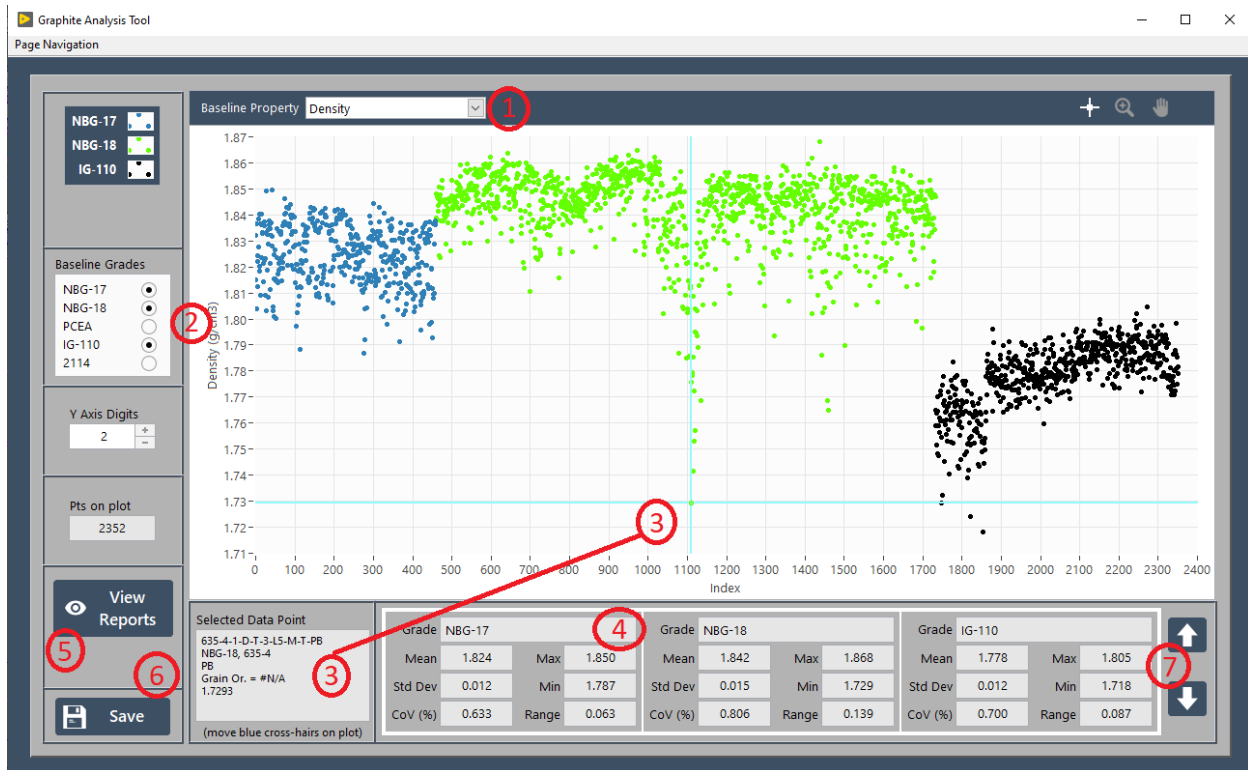 Graphite Analysis Tool
Page Navigation
NBG-17
NBG-18
IG-110
Baseline Property Density
1
1.87
1.86
1.85
1.84
1.83
1.82
1.81
1.80
1.79
1.78
1.77
1.76
1.75
1.74
1.73
1.72
1.71
Density (g/cm3)
0 100 200 300 400 500 600 700 800 900 1000 1100 1200 1300 1400 1500 1600 1700 1800 1900 2000 2100 2200 2300 2400
Index
3
Baseline Grades
NBG-17
NBG-18
PCEA
IG-110
2114
2
Y Axis Digits
2
+
−
Pts on plot
2352
View
Reports
5
6
Save
Selected Data Point
635-4-1-D-T-3-L5-M-T-PB
NBG-18, 635-4
PB
Grain Or. = #N/A
1.7293
3
(move blue cross-hairs on plot)
Grade NBG-17 4
Mean 1.824 Max 1.850
Std Dev 0.012 Min 1.787
CoV (%) 0.633 Range 0.063
Grade NBG-18
Mean 1.842 Max 1.868
Std Dev 0.015 Min 1.729
CoV (%) 0.806 Range 0.139
Grade IG-110
Mean 1.778 Max 1.805
Std Dev 0.012 Min 1.718
CoV (%) 0.700 Range 0.087
7